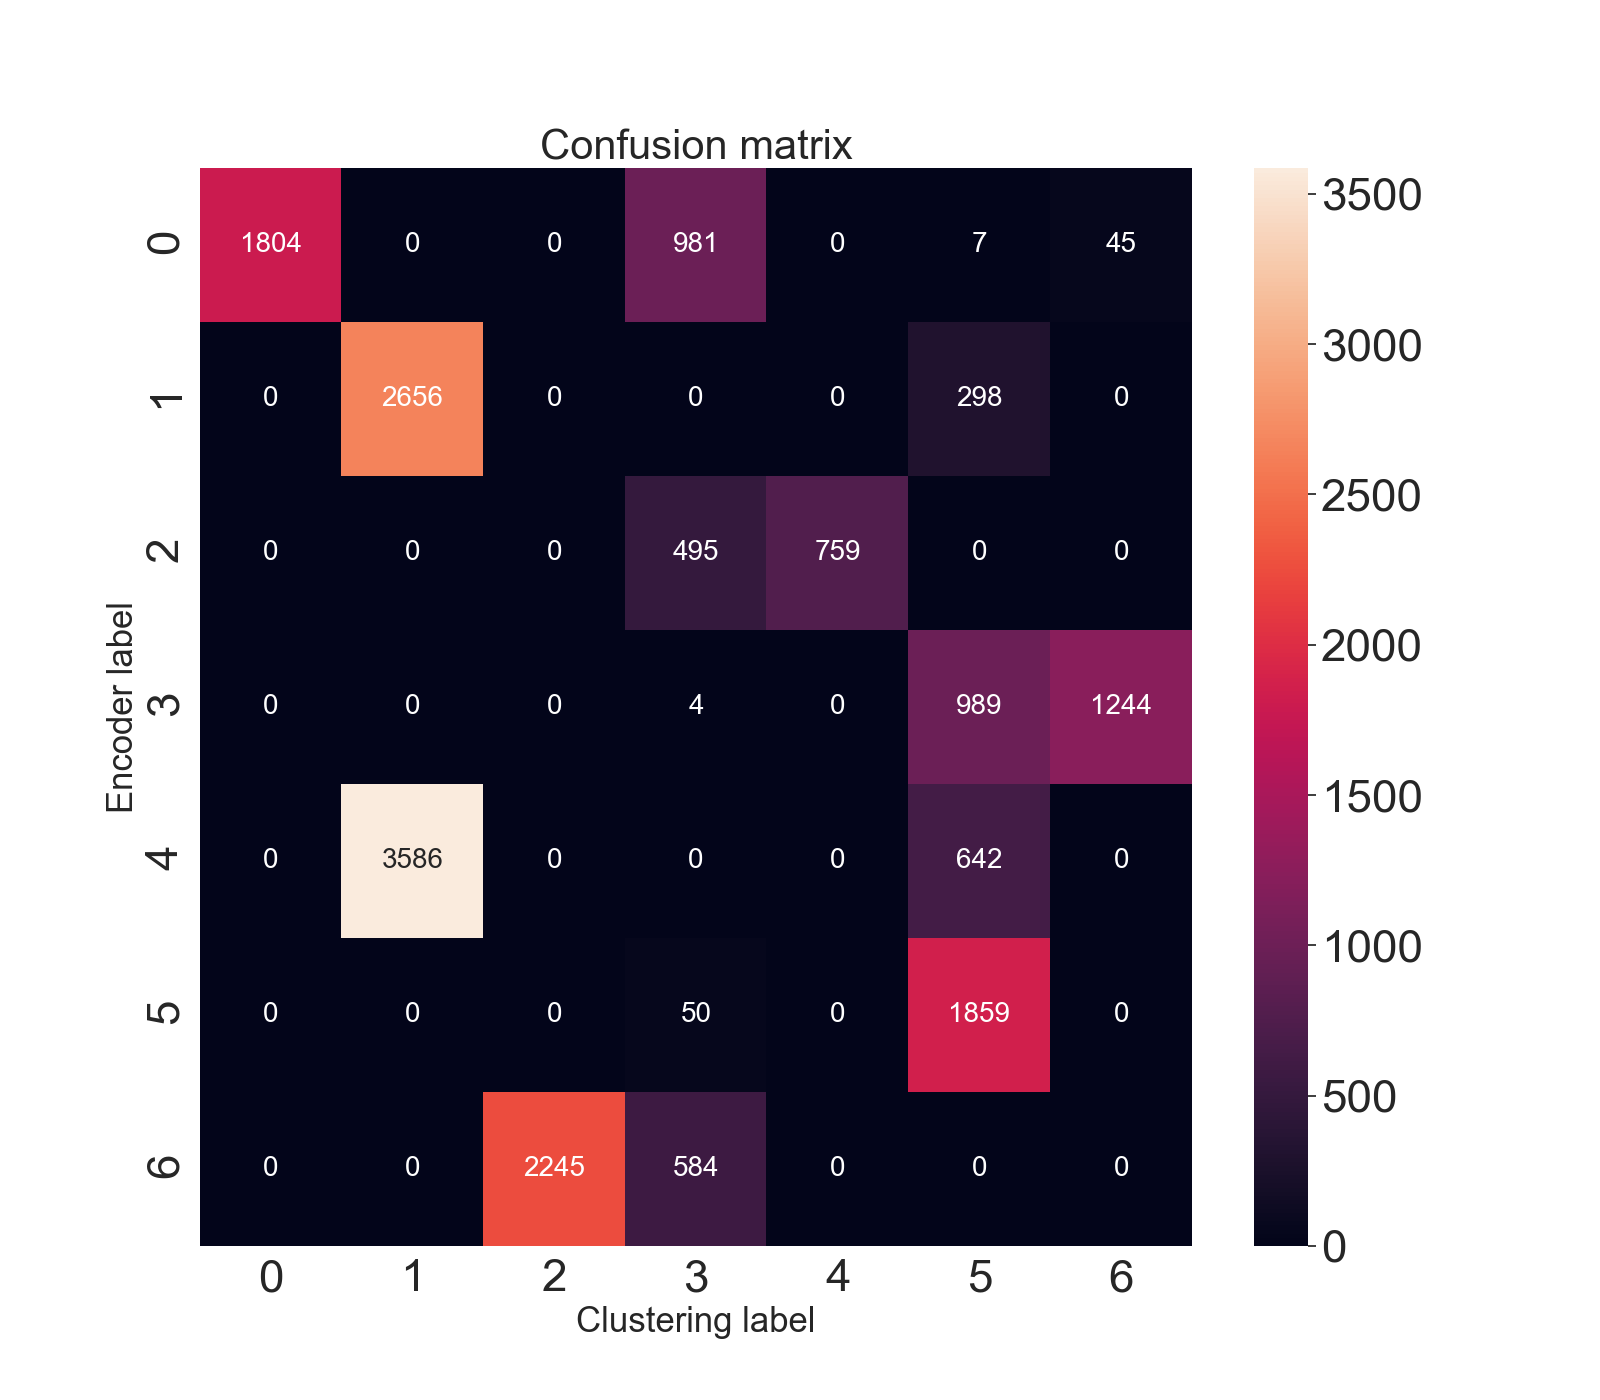 Confusion matrix
0 1804 0 0 981 0 7 45
1 0 2656 0 0 0 298 0
2 0 0 0 495 759 0 0
3 0 0 0 4 0 989 1244
4 0 3586 0 0 0 642 0
5 0 0 0 50 0 1859 0
6 0 0 2245 584 0 0 0
0 1 2 3 4 5 6
Clustering label
Encoder label
3500
3000
2500
2000
1500
1000
500
0